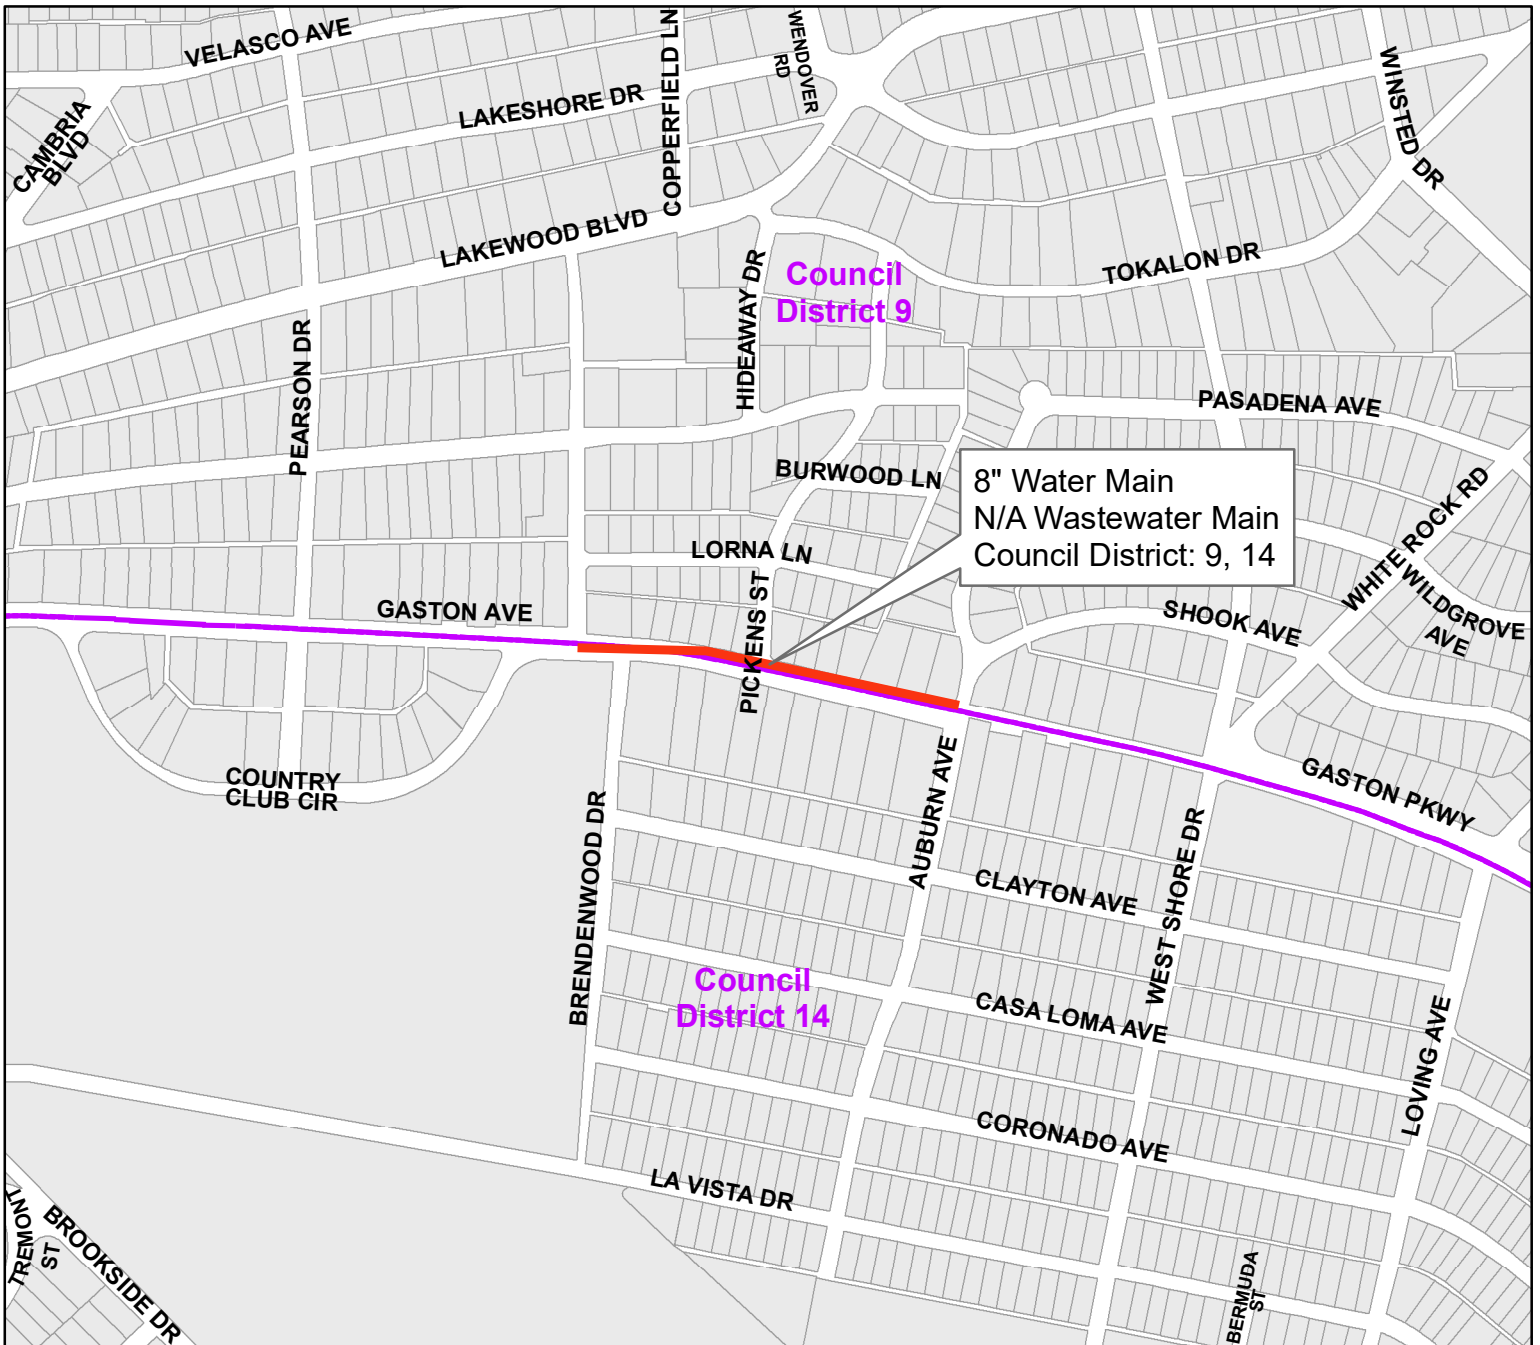 VELASCO AVE
COPPERFIELD LN
WENDOVER
RD
WINSTED DR
LAKESHORE DR
CAMBRIA
BLVD
LAKEWOOD BLVD
HIDEAWAY DR
Council
District 9
TOKALON DR
PEARSON DR
PASADENA AVE
BURWOOD LN
8" Water Main
N/A Wastewater Main
Council District: 9, 14
WHITE ROCK RD
LORNA LN
WILDGROVE
AVE
GASTON AVE
PICKENS ST
SHOOK AVE
COUNTRY
CLUB CIR
GASTON PKWY
BRENDENWOOD DR
AUBURN AVE
WEST SHORE DR
CLAYTON AVE
Council
District 14
CASA LOMA AVE
LOVING AVE
CORONADO AVE
LA VISTA DR
TREMONT
ST
BROOKSIDE DR
BERMUDA
ST